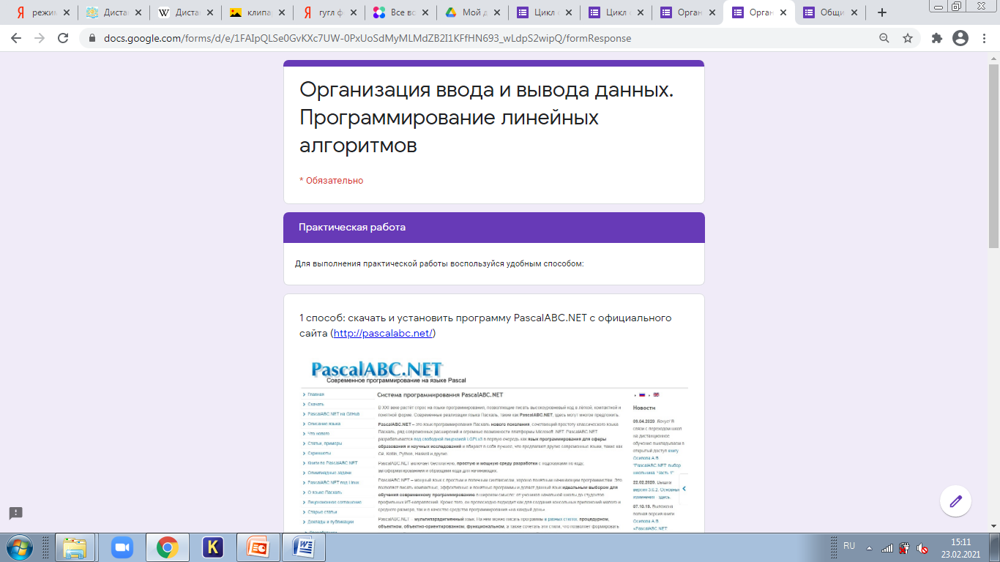 режим
Диста
Диста
клипа
гугл ф
Все во
Мой д
Цикл
Цикл
Орган
Орган
Общи
docs.google.com/forms/d/e/1FAIpQLSe0GvKXc7UW-0PxUoSdMyMLMdZB2I1KFfHN693_wLdpS2wipQ/formResponse
Организация ввода и вывода данных.
Программирование линейных
алгоритмов
* Обязательно
Практическая работа
Для выполнения практической работы воспользуйся удобным способом:
1 способ: скачать и установить программу PascalABC.NET с официального
сайта (http://pascalabc.net/)
PascalABC.NET
Современное программирование на языке Pascal
Главная
Скачать
PascalABC.NET на GitHub
Описание языка
Что нового
Статьи, примеры
Скриншоты
Книги по PascalABC.NET
Олимпиадные задачи
PascalABC.NET под Linux
О языке Паскаль
Лицензионное соглашение
Старые статьи
Доклады и публикации
Система программирования PascalABC.NET
В XXI веке растёт спрос на языки программирования, позволяющие писать высокоуровневый код в лёгкой, компактной и
понятной форме. Современные реализации языка Паскаль, такие как PascalABC.NET, здесь могут многое предложить.
PascalABC.NET – это язык программирования Паскаль нового поколения, сочетающий простоту классического языка
Паскаль, ряд современных расширений и огромные возможности платформы Microsoft .NET. PascalABC.NET
разрабатывается под свободной лицензией LGPLv3 в первую очередь как язык программирования для сферы
образования и научных исследований и вбирает в себя лучшее, что предлагают другие современные языки, такие как
C#, Kotlin, Python, Haskell и другие.
PascalABC.NET включает бесплатную, простую и мощную среду разработки с подсказками по коду,
автоформатированием и образцами кода для начинающих.
PascalABC.NET – мощный язык с простым и понятным синтаксисом, хорошо понятный начинающим программистам. Это
позволяет писать компактные, эффективные и понятные программы и делает данный язык идеальным выбором для
обучения современному программированию в широком смысле: от учеников начальной школы до студентов
профильных ИТ-направлений. Кроме того, он превосходно подходит как для создания консольных приложений малого и
среднего размера, так и в качестве средства программирования «на каждый день».
PascalABC.NET - мультипарадигменный язык. На нем можно писать программы в разных стилях: процедурном,
объектном, объектно-ориентированном, функциональном, а также сочетать эти стили, что позволяет формировать
Новости
09.04.2020. Бонус! В
связи с переходом школ
на дистанционное
обучение выкладываем в
открытый доступ книгу
Осипова А.В.
"PascalABC.NET: выбор
школьника. Часть 1"
22.02.2020. Вышла
версия 3.6.2. Основные
изменения - здесь.
07.10.19. Выложена
полная версия книги
Осипова А.В.
«PascalABC.NET:
RU
15:11
23.02.2021